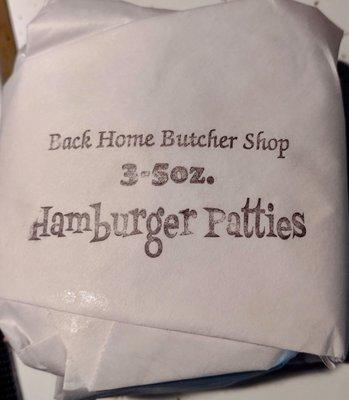 Back Home Butcher Shop
3-5oz.
Hamburger Patties